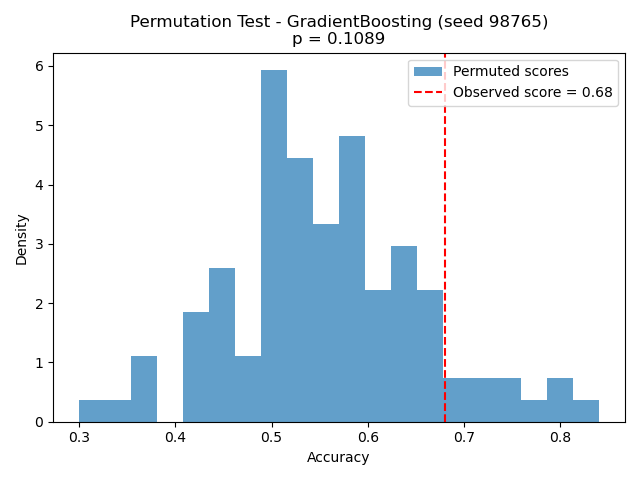 Permutation Test - GradientBoosting (seed 98765)
p = 0.1089
Permuted scores
Observed score = 0.68
Density
6
5
4
3
2
1
0
0.3 0.4 0.5 0.6 0.7 0.8
Accuracy